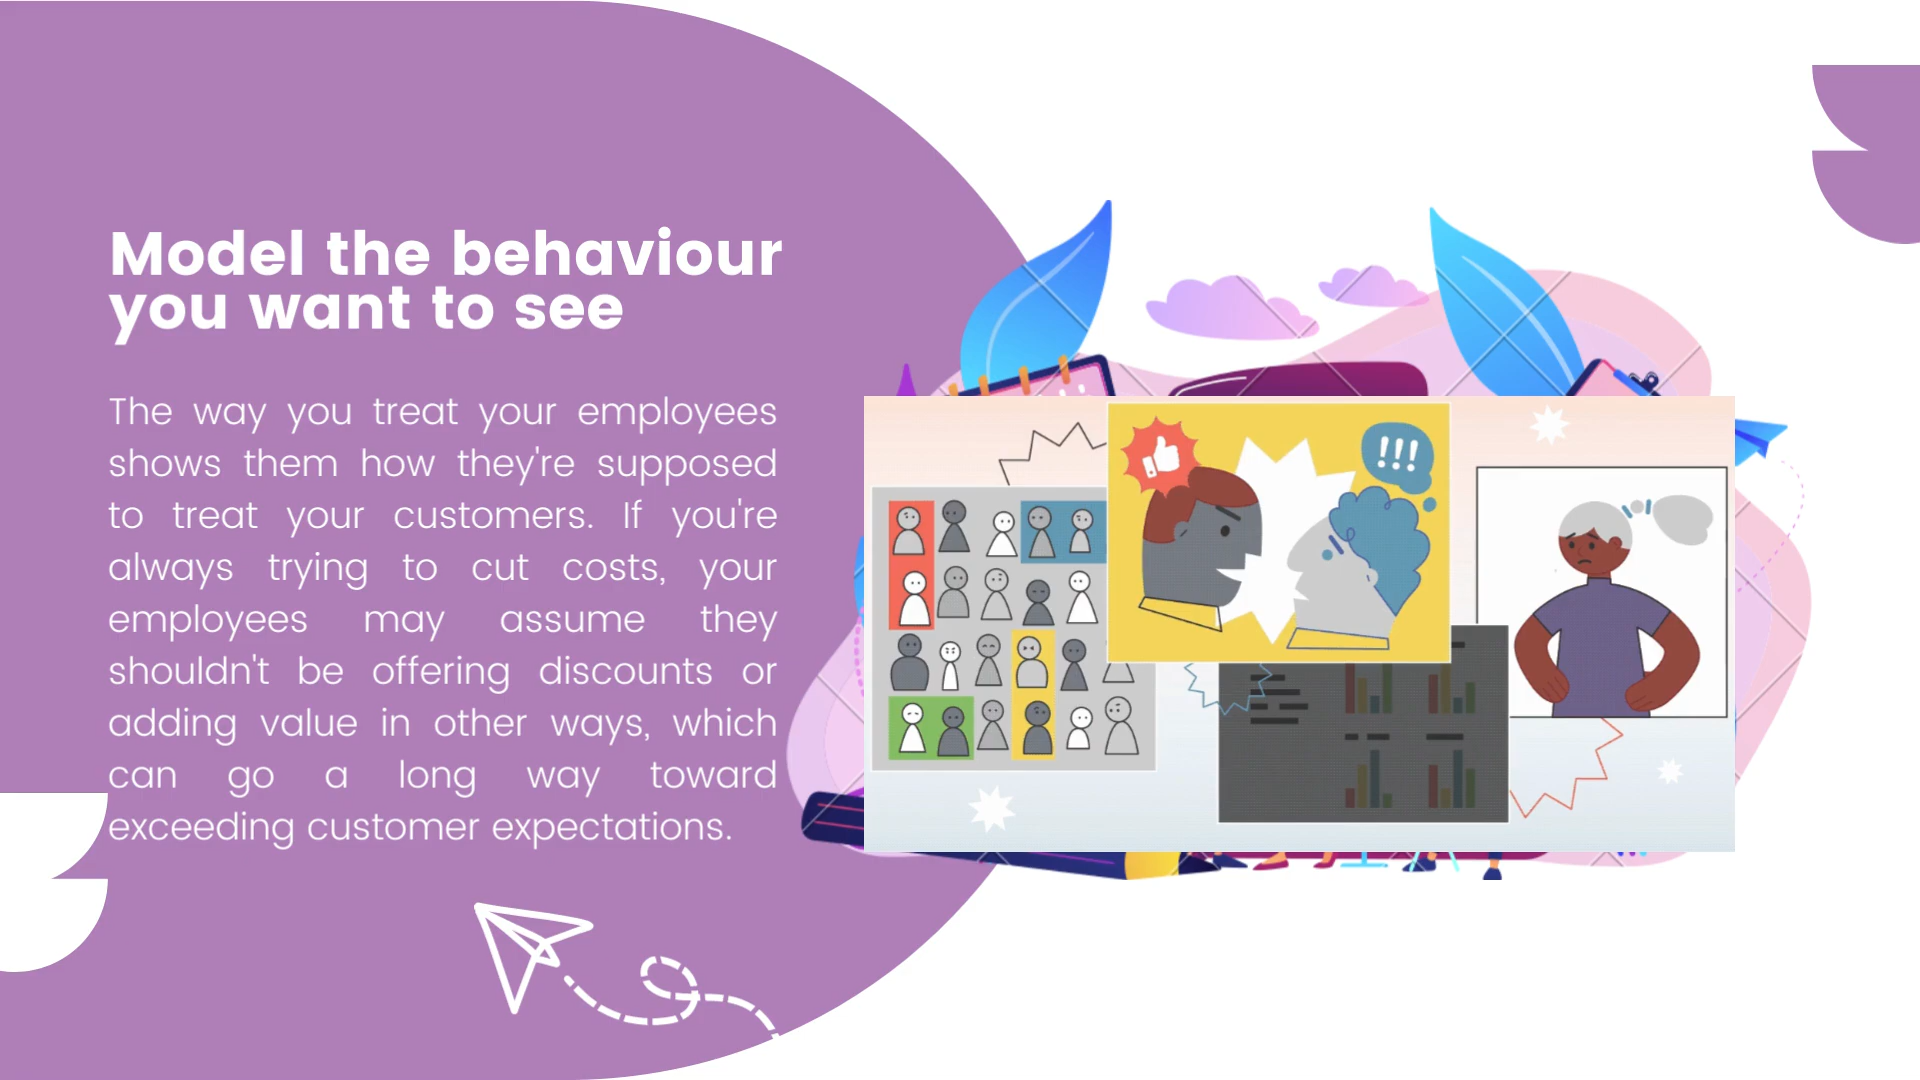 Model the behaviour
you want to see
The way you treat your employees
shows them how they're supposed
to treat your customers. If you're
always trying to cut costs, your
employees may assume they
shouldn't be offering discounts or
adding value in other ways, which
can go a long way toward
exceeding customer expectations.
!!!